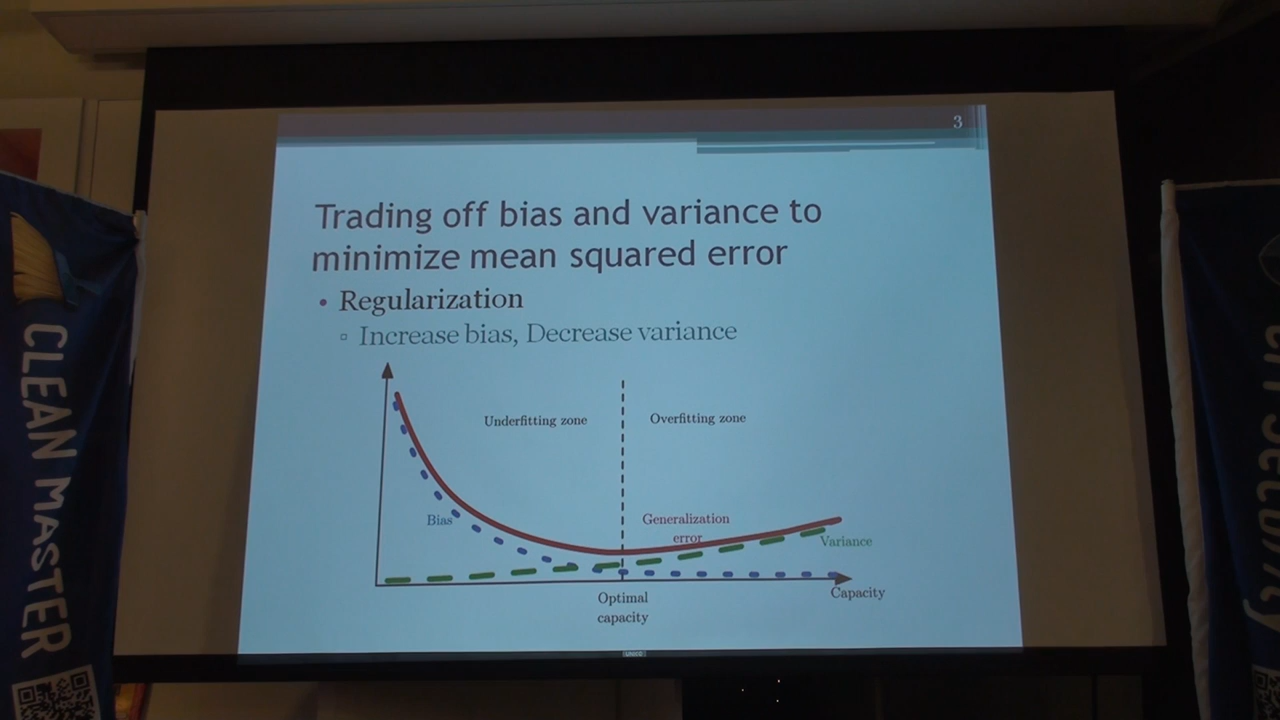 3
Trading off bias and variance to
minimize mean squared error
• Regularization
▫ Increase bias, Decrease variance
Underfitting zone
Overfitting zone
Bias
Generalization
error
Variance
Capacity
Optimal
capacity
CLEAN MASTER